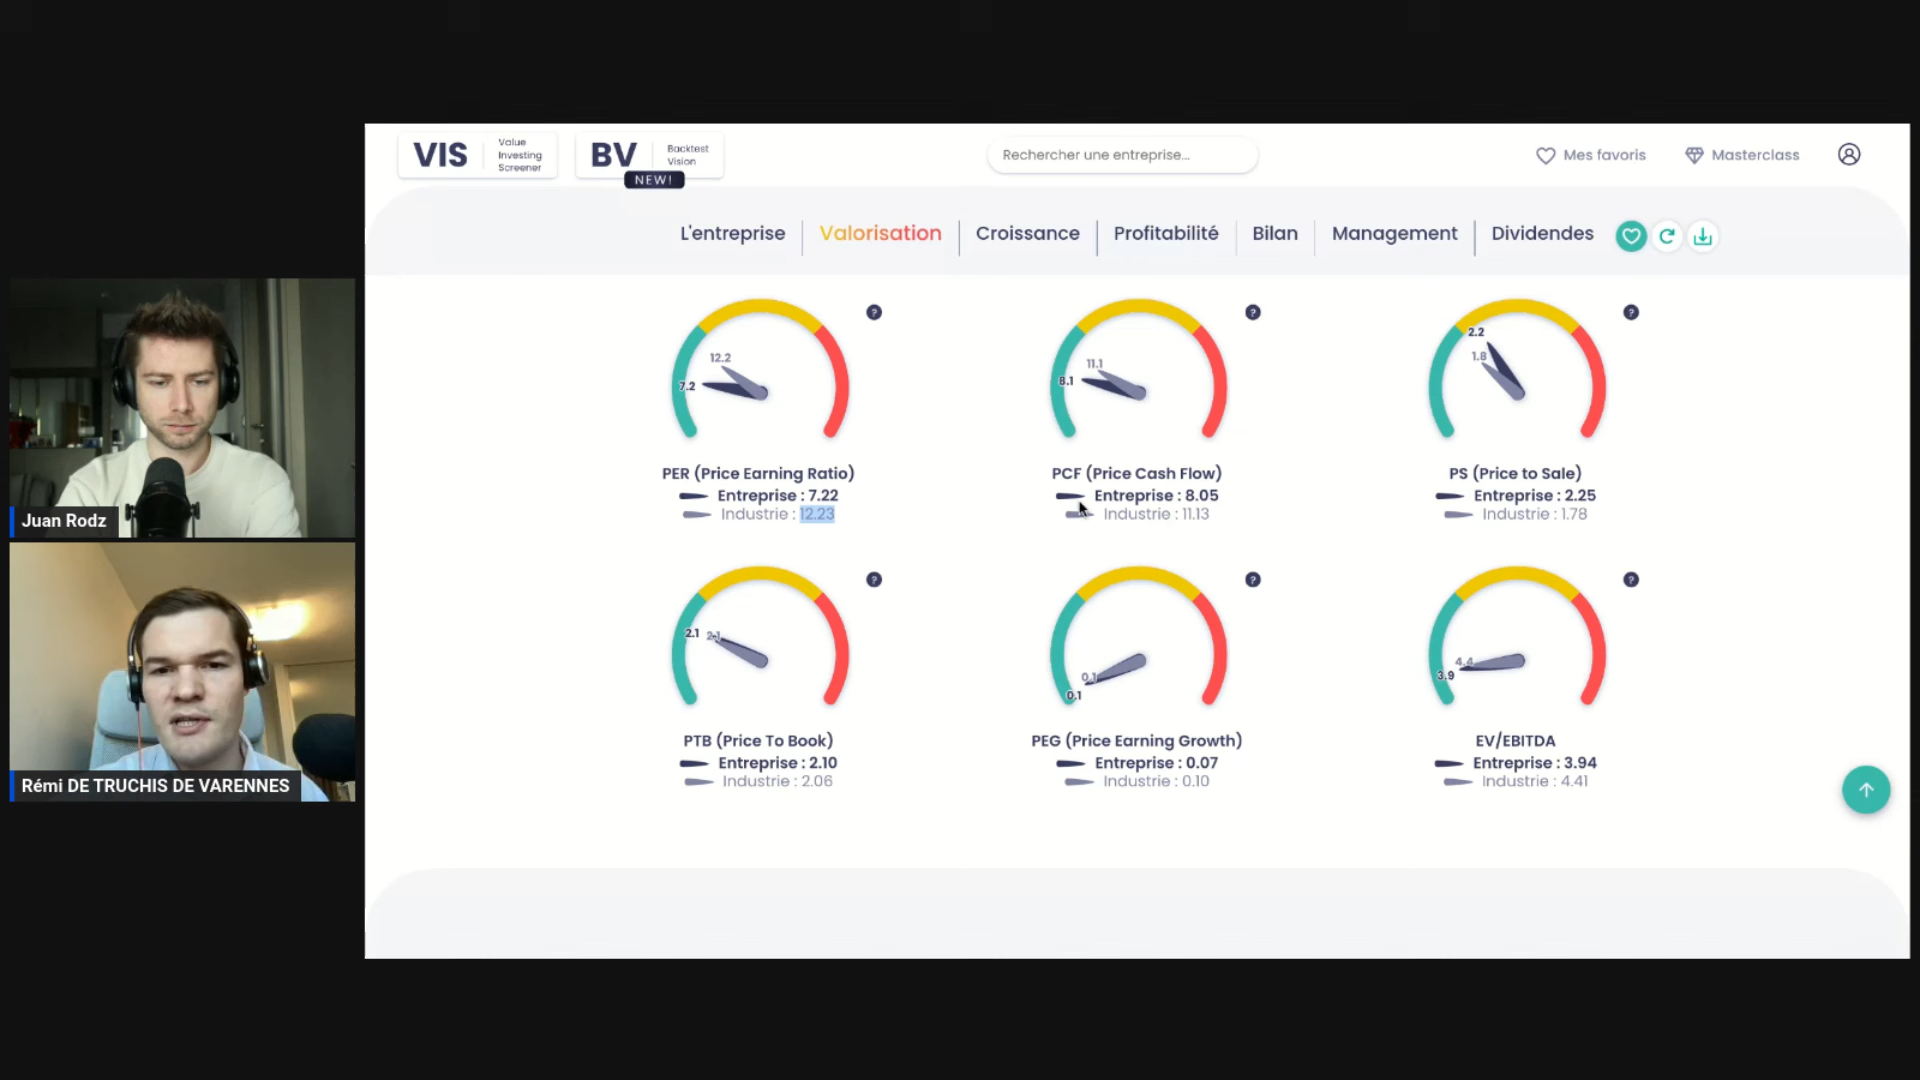 VIS
Value
Investing
Screener
BV
Backtest
Vision
NEW!
Rechercher une entreprise...
Mes favoris
Masterclass
L'entreprise
Valorisation
Croissance
Profitabilité
Bilan
Management
Dividendes
?
12.2
7.2
PER (Price Earning Ratio)
Entreprise : 7.22
Industrie : 12.23
?
11.1
8.1
PCF (Price Cash Flow)
Entreprise : 8.05
Industrie : 11.13
?
2.2
1.8
PS (Price to Sale)
Entreprise : 2.25
Industrie : 1.78
?
2.1
2.1
PTB (Price To Book)
Entreprise : 2.10
Industrie : 2.06
?
0.1
0.1
PEG (Price Earning Growth)
Entreprise : 0.07
Industrie : 0.10
?
4.4
3.9
EV/EBITDA
Entreprise : 3.94
Industrie : 4.41
Juan Rodz
Rémi DE TRUCHIS DE VARENNES